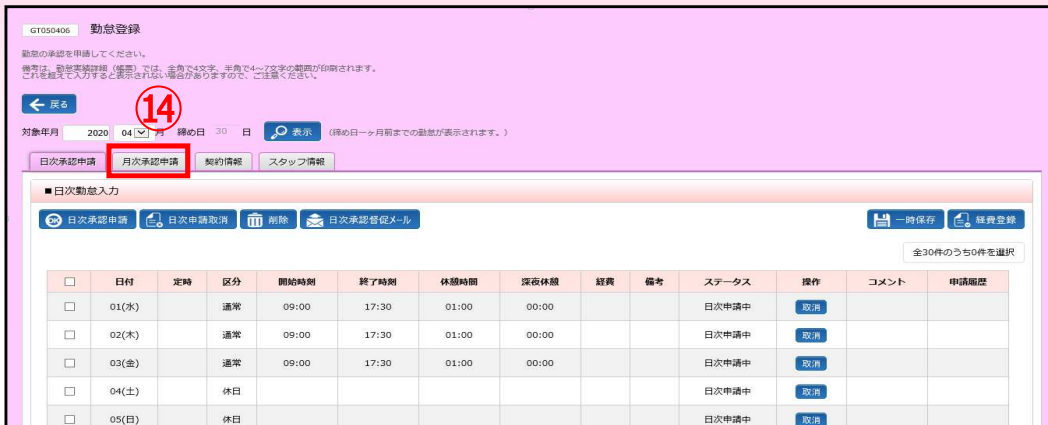 GT050406 勤怠登録
勤怠の承認を申請してください。
備考は、勤怠実績詳細（帳票）では、全角で4文字、半角で4～7文字の範囲が印刷されます。
これを超えて入力すると表示されない場合がありますので、ご注意ください。
戻る
⑭
対象年月 2020 04 月 締め日 30 日 表示 （締め日一ヶ月前までの勤怠が表示されます。）
日次承認申請 月次承認申請 契約情報 スタッフ情報
■日次勤怠入力
OK 日次承認申請 日次申請取消 削除 日次承認督促メール 一時保存 経費登録
全30件のうち0件を選択
日付 定時 区分 開始時刻 終了時刻 休憩時間 深夜休憩 経費 備考 ステータス 操作 コメント 申請履歴
01(水) 通常 09:00 17:30 01:00 00:00 日次申請中 取消
02(木) 通常 09:00 17:30 01:00 00:00 日次申請中 取消
03(金) 通常 09:00 17:30 01:00 00:00 日次申請中 取消
04(土) 休日 日次申請中 取消
05(日) 休日 日次申請中 取消